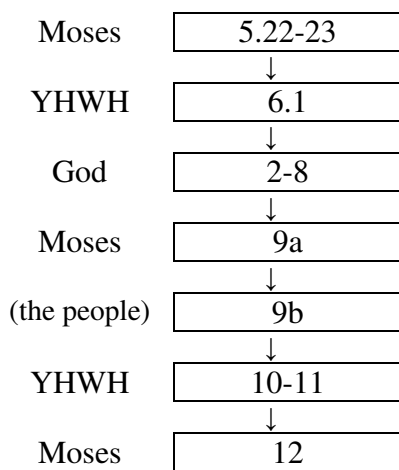 Moses 5.22-23
↓
YHWH 6.1
↓
God 2-8
↓
Moses 9a
↓
(the people) 9b
↓
YHWH 10-11
↓
Moses 12